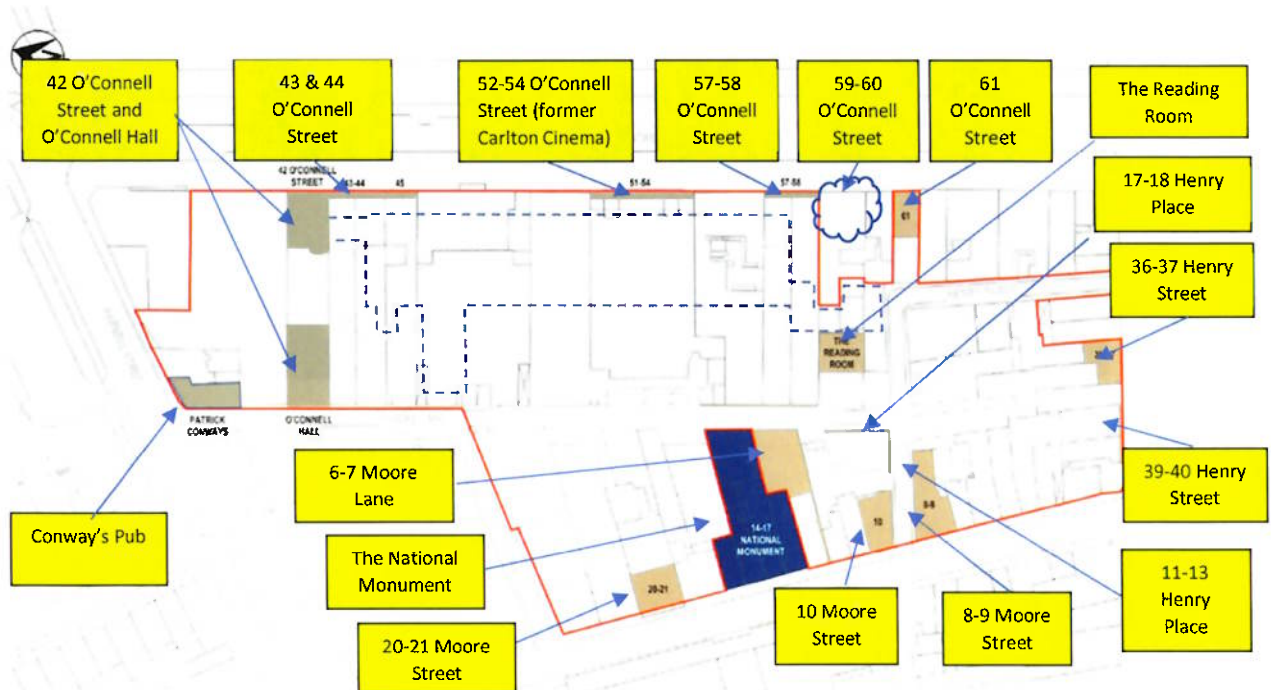 42 O'Connell
Street and
O'Connell Hall
43 & 44
O'Connell
Street
52-54 O'Connell
Street (former
Carlton Cinema)
57-58
O'Connell
Street
59-60
O'Connell
Street
61
O'Connell
Street
The Reading
Room
17-18 Henry
Place
36-37 Henry
Street
42 O'CONNELL
STREET
43-44
45
51-54
57-58
61
THE
READING
ROOM
PATRICK
CONWAYS
O'CONNELL
HALL
6-7 Moore
Lane
39-40 Henry
Street
Conway's Pub
The National
Monument
14-17
NATIONAL
MONUMENT
10
8-9
20-21
20-21 Moore
Street
10 Moore
Street
8-9 Moore
Street
11-13
Henry
Place